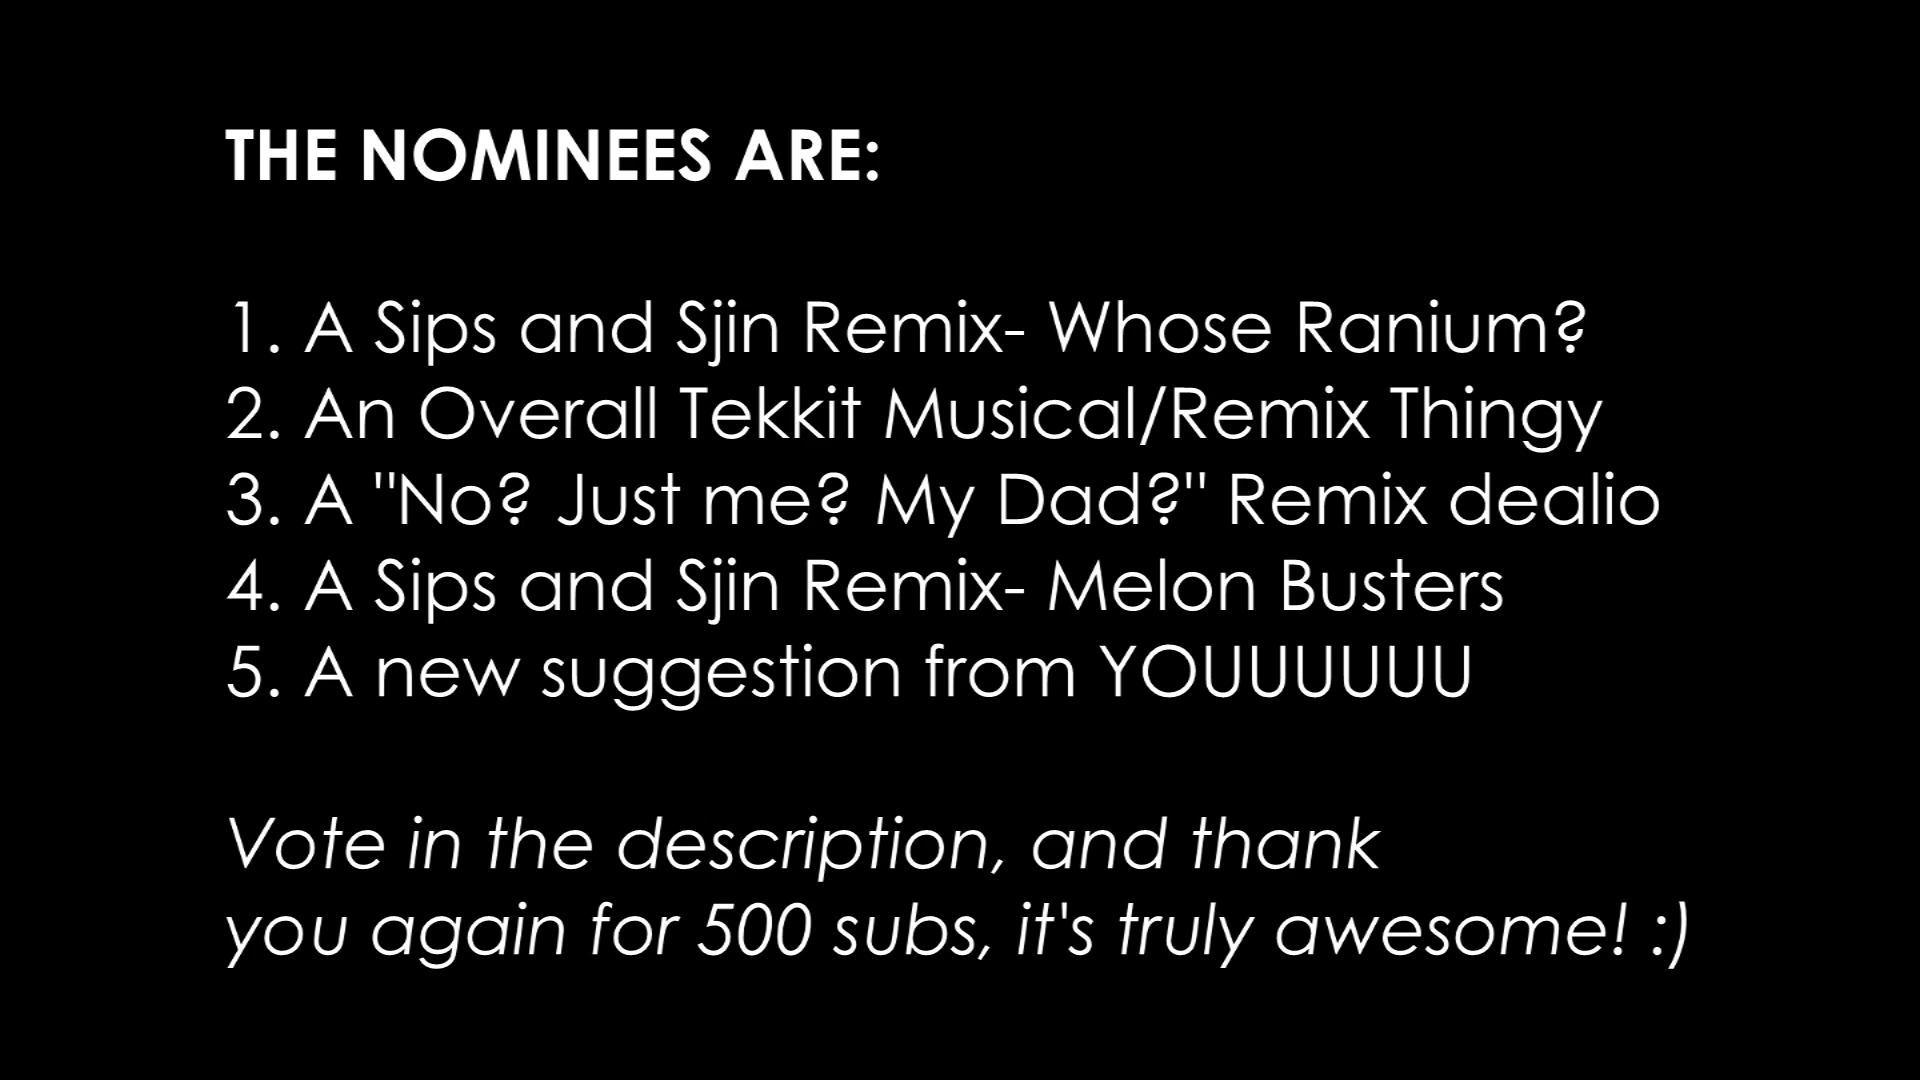 THE NOMINEES ARE:
1. A Sips and Sjin Remix- Whose Ranium?
2. An Overall Tekkit Musical/Remix Thingy
3. A "No? Just me? My Dad?" Remix dealio
4. A Sips and Sjin Remix- Melon Busters
5. A new suggestion from YOUUUUUU
Vote in the description, and thank
you again for 500 subs, it's truly awesome! :)